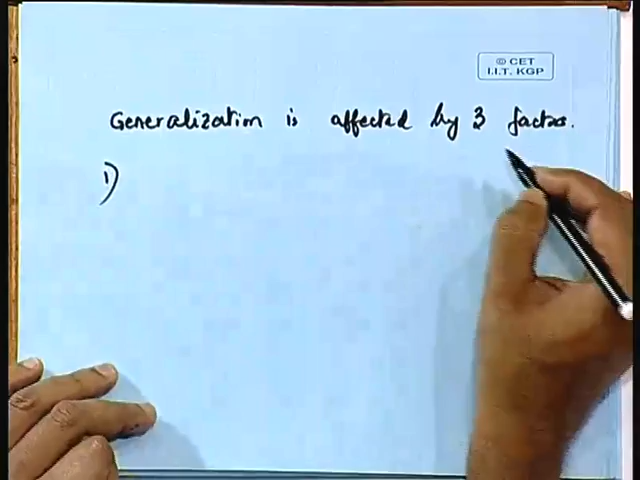 © CET
I.I.T. KGP
Generalization is affected by 3 factors.
1)